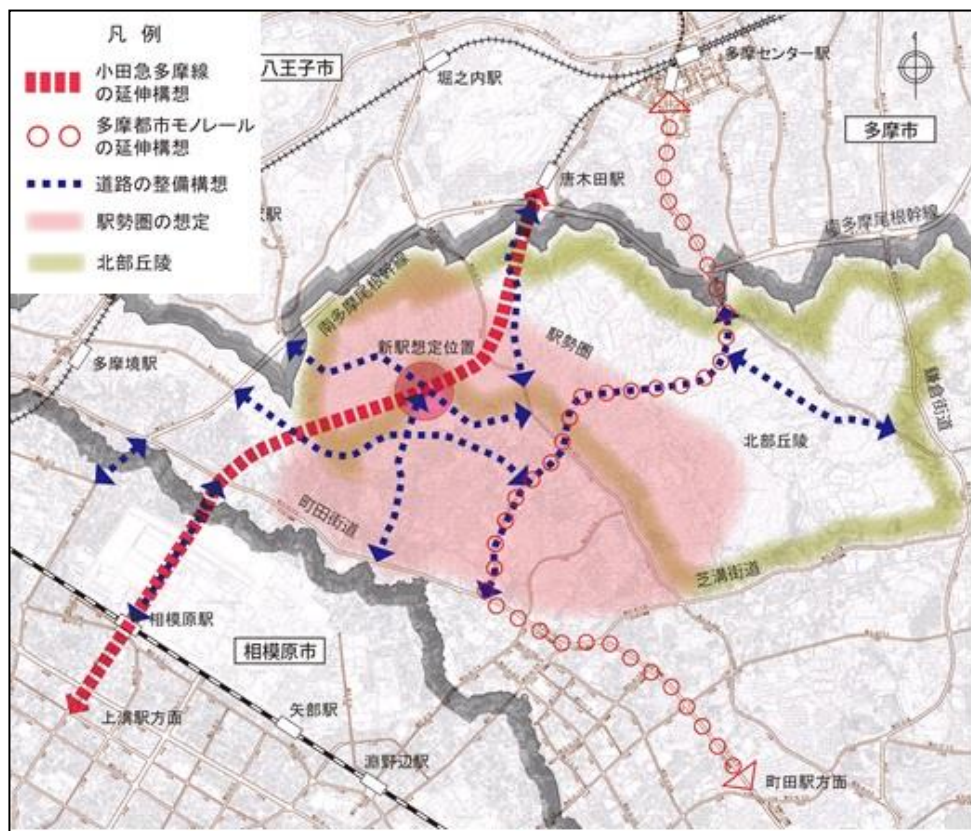 凡 例
小田急多摩線
の延伸構想
多摩都市モノレール
の延伸構想
道路の整備構想
駅勢圏の想定
北部丘陵
八王子市
堀之内駅
多摩センター駅
多摩市
唐木田駅
駅
南多摩尾根幹線
南多摩尾根幹線
多摩境駅
新駅想定位置
駅勢圏
鎌倉街道
北部丘陵
町田街道
芝溝街道
相模原駅
相模原市
上溝駅方面
矢部駅
淵野辺駅
町田駅方面